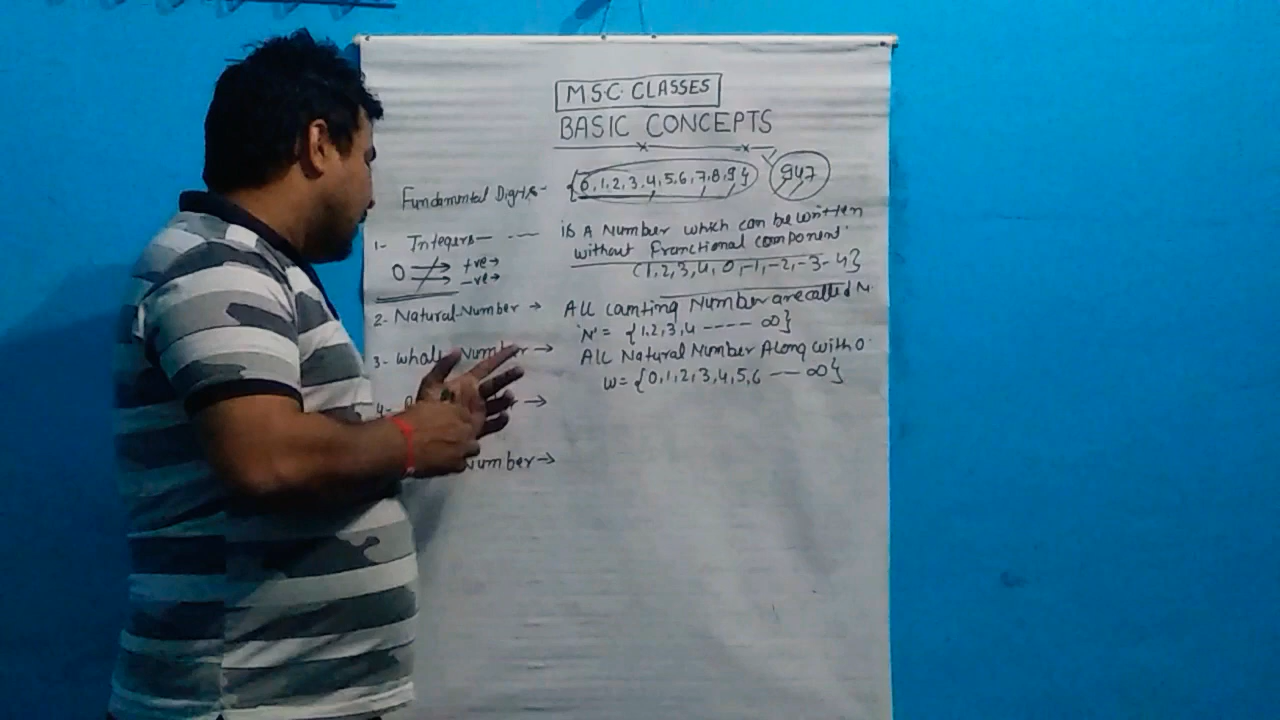 M.S.C. CLASSES
BASIC CONCEPTS
Fundamental Digits- {0,1,2,3,4,5,6,7,8,9} 947
1- Integers— ---- is A Number which can be written
without Fractional component.
0 +ve→
-ve→
(1,2,3,4,0,-1,-2,-3-4}
2- Natural-Number → All counting Number are called N.
'N' = {1,2,3,4 ---- ∞}
3- whole Number → All Natural Number Along with 0.
W={0,1,2,3,4,5,6 --- ∞}
4- →
Number→